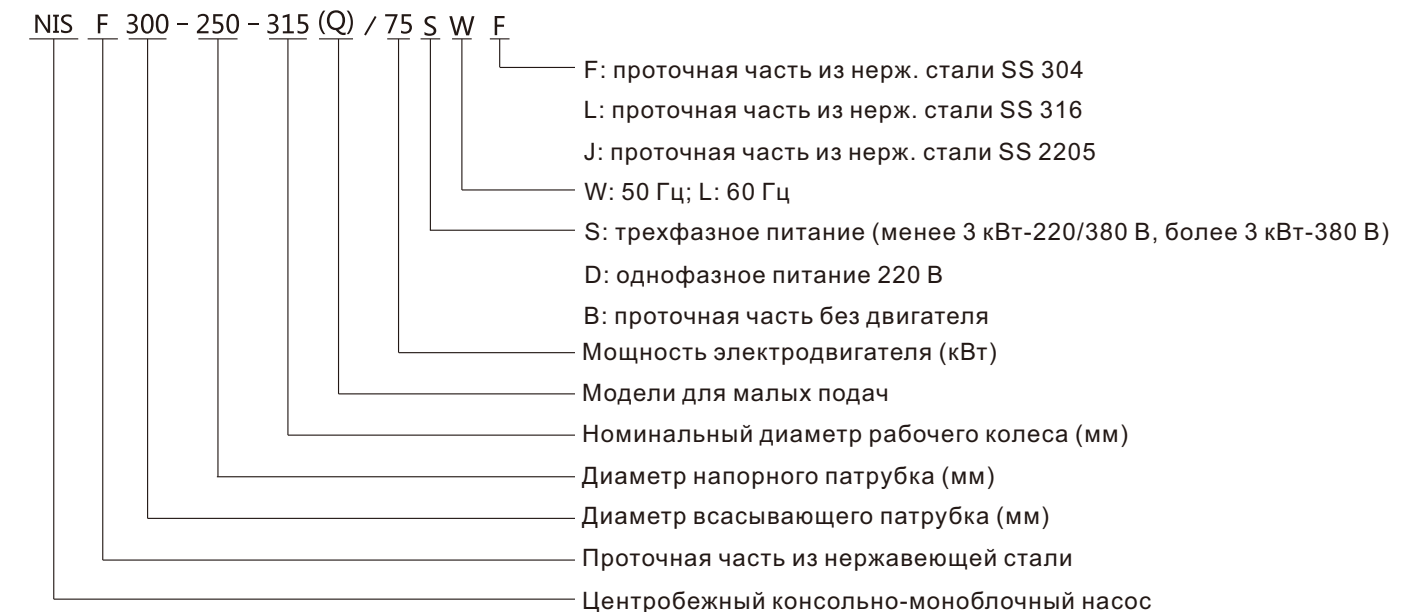 NIS F 300 - 250 - 315 (Q) / 75 S W F
F: проточная часть из нерж. стали SS 304
L: проточная часть из нерж. стали SS 316
J: проточная часть из нерж. стали SS 2205
W: 50 Гц; L: 60 Гц
S: трехфазное питание (менее 3 кВт-220/380 В, более 3 кВт-380 В)
D: однофазное питание 220 В
B: проточная часть без двигателя
Мощность электродвигателя (кВт)
Модели для малых подач
Номинальный диаметр рабочего колеса (мм)
Диаметр напорного патрубка (мм)
Диаметр всасывающего патрубка (мм)
Проточная часть из нержавеющей стали
Центробежный консольно-моноблочный насос